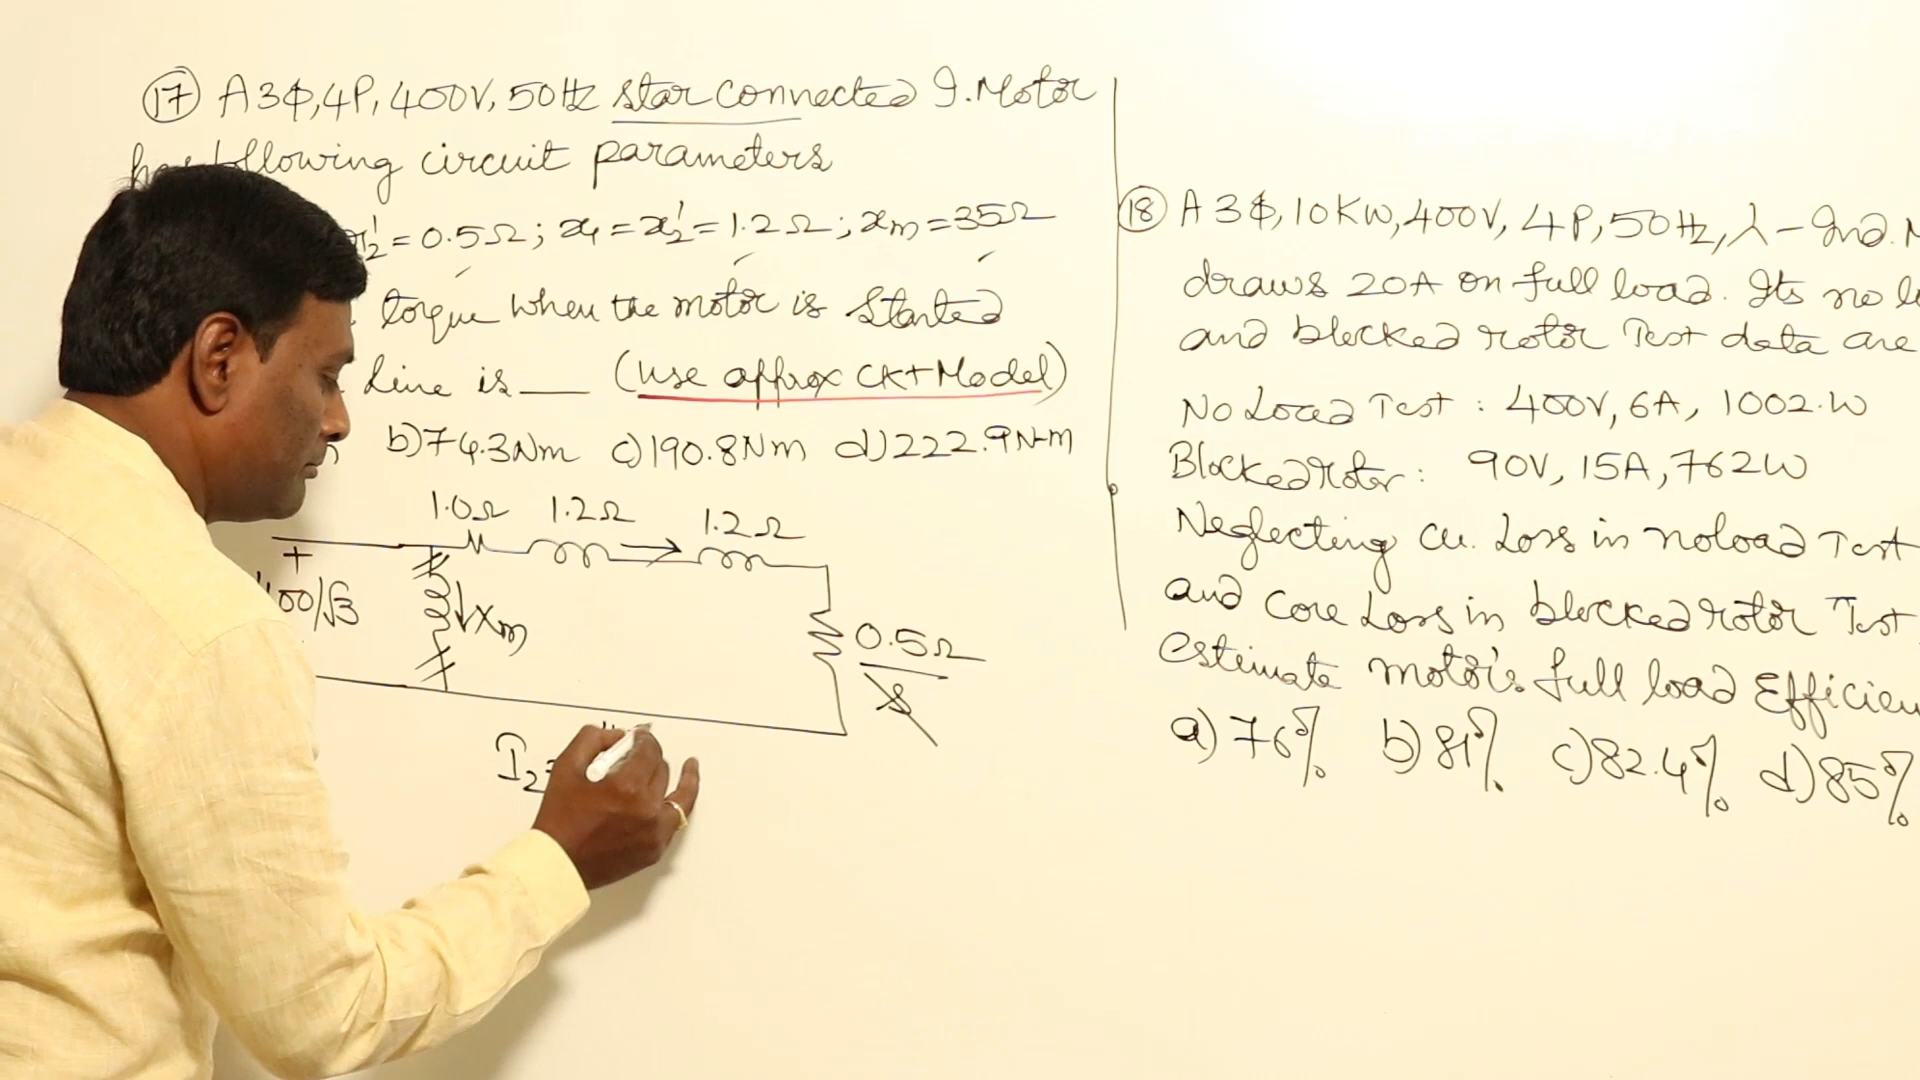 17 A 3φ, 4P, 400V, 50Hz star connected I.Motor
following circuit parameters
r2' = 0.5Ω; x1 = x2' = 1.2Ω; xm = 35Ω
torque when the motor is started
line is ___ (use approx CKT Model)
b) 74.3Nm c) 190.8Nm d) 222.9N-m
1.0Ω 1.2Ω 1.2Ω
+
400/√3
Xm
0.5Ω
s
I2 =
18 A 3φ, 10KW, 400V, 4P, 50Hz, λ - Ind.
draws 20A on full load. Its no
and blocked rotor Test data are
No Load Test : 400V, 6A, 1002.W
Blocked rotor : 90V, 15A, 762W
Neglecting cu. Loss in noload Test
and core Loss in blocked rotor Test
estimate motor's full load
a) 76% b) 81% c) 82.4% d) 85%